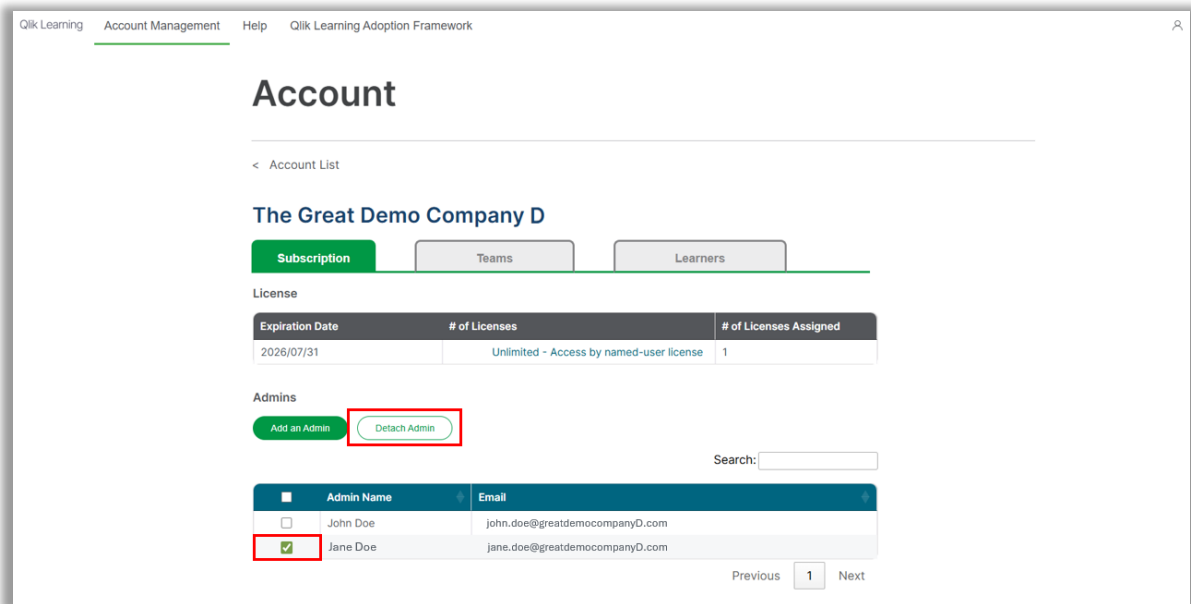 Qlik Learning Account Management Help Qlik Learning Adoption Framework
Account
< Account List
The Great Demo Company D
Subscription Teams Learners
License
Expiration Date # of Licenses # of Licenses Assigned
2026/07/31 Unlimited - Access by named-user license 1
Admins
Add an Admin Detach Admin
Search:
Admin Name Email
John Doe john.doe@greatdemocompanyD.com
Jane Doe jane.doe@greatdemocompanyD.com
Previous 1 Next